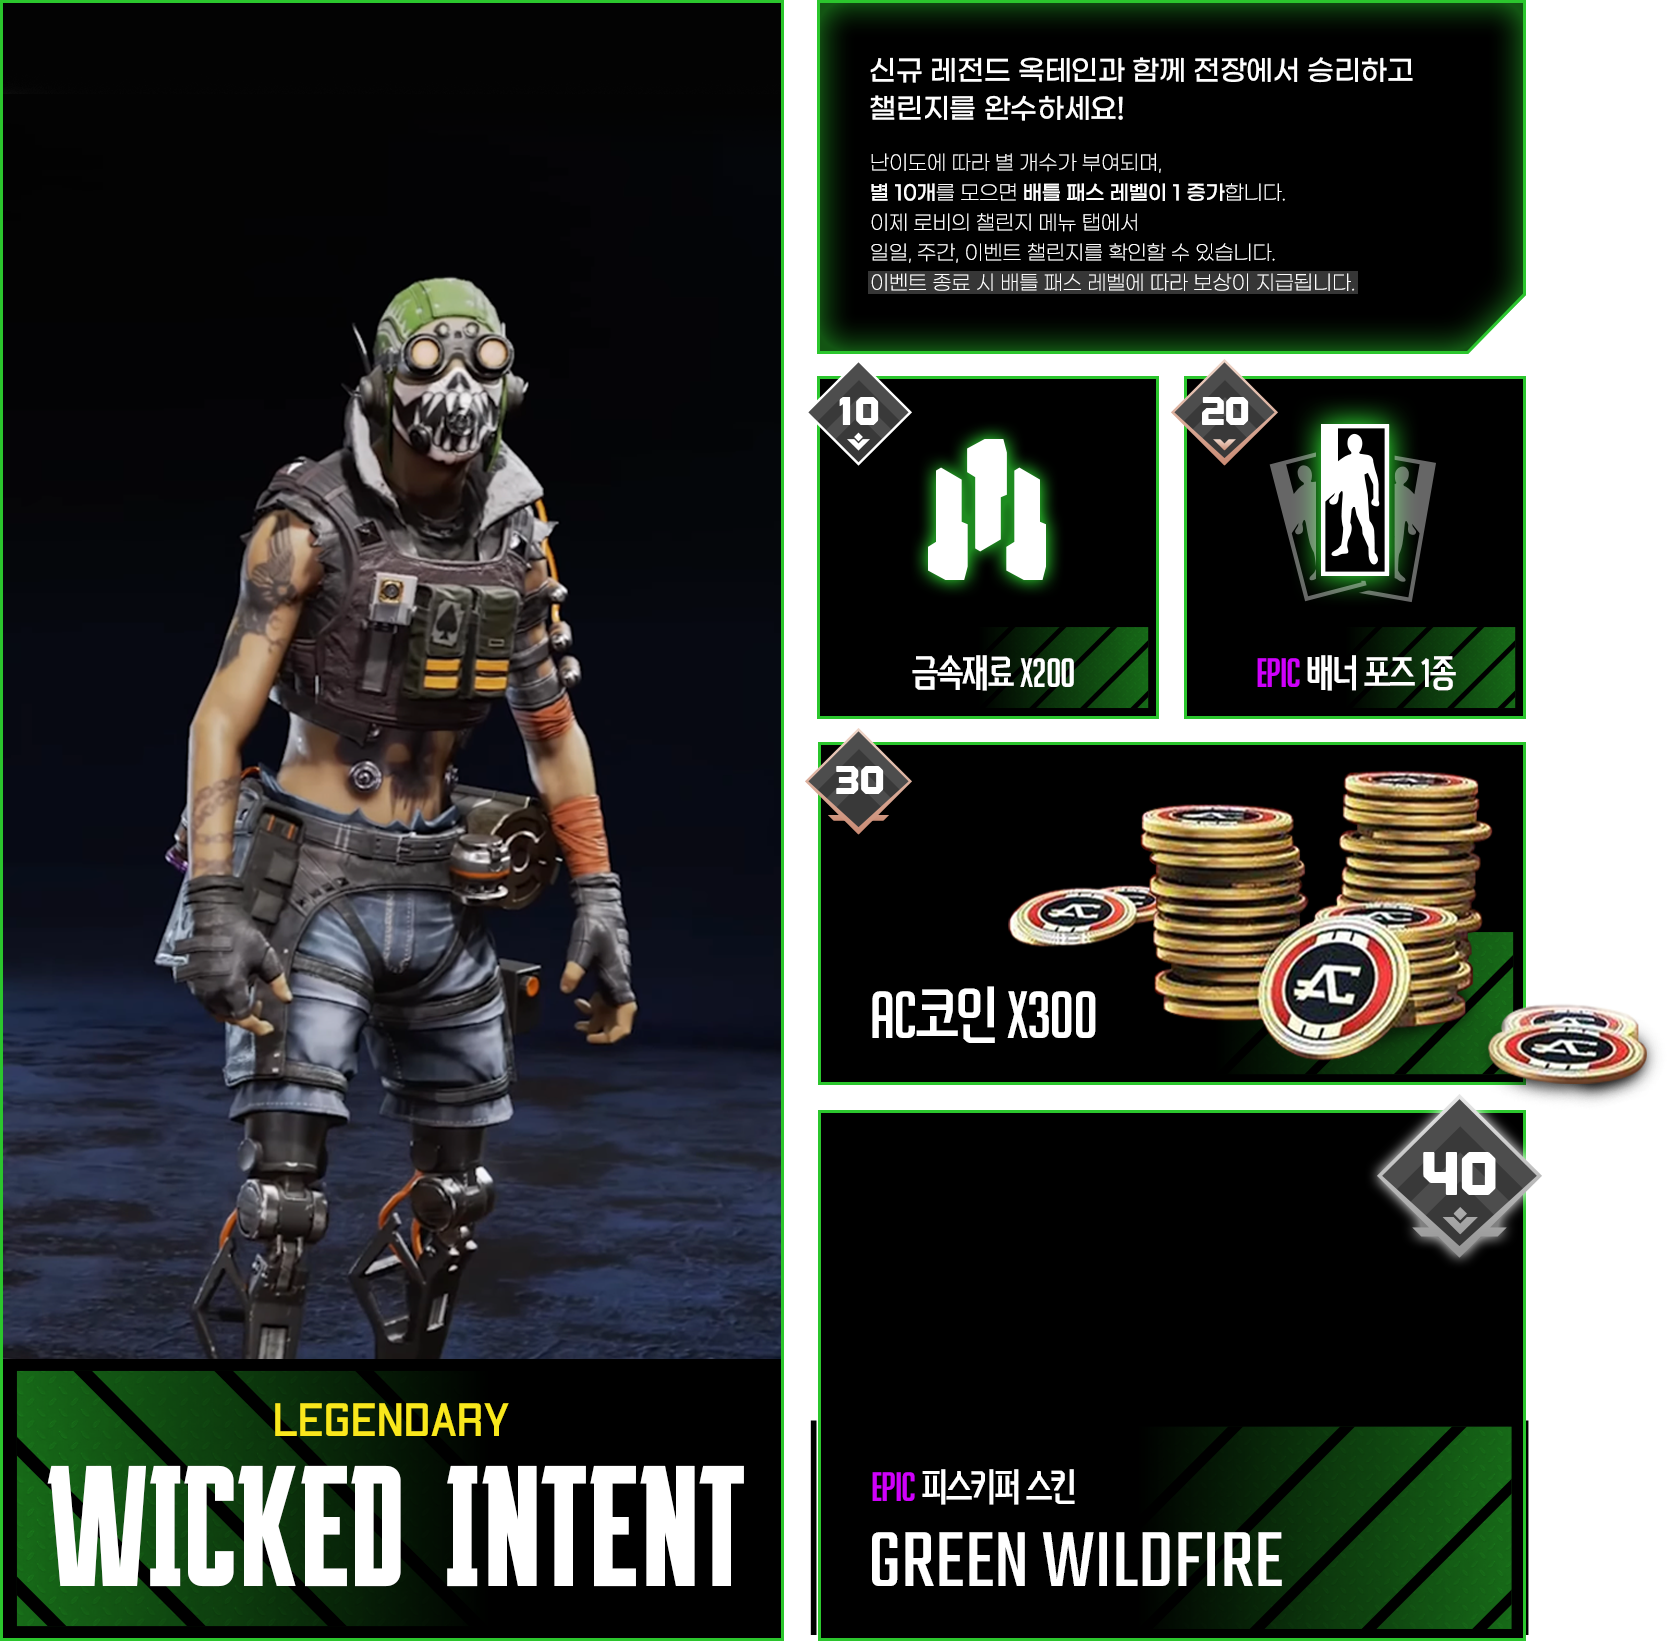 LEGENDARY
WICKED INTENT
신규 레전드 옥테인과 함께 전장에서 승리하고
챌린지를 완수하세요!
난이도에 따라 별 개수가 부여되며,
별 10개를 모으면 배틀 패스 레벨이 1 증가합니다.
이제 로비의 챌린지 메뉴 탭에서
일일, 주간, 이벤트 챌린지를 확인할 수 있습니다.
이벤트 종료 시 배틀 패스 레벨에 따라 보상이 지급됩니다.
10
금속재료 X200
20
EPIC 배너 포즈 1종
30
AC코인 X300
40
EPIC 피스키퍼 스킨
GREEN WILDFIRE